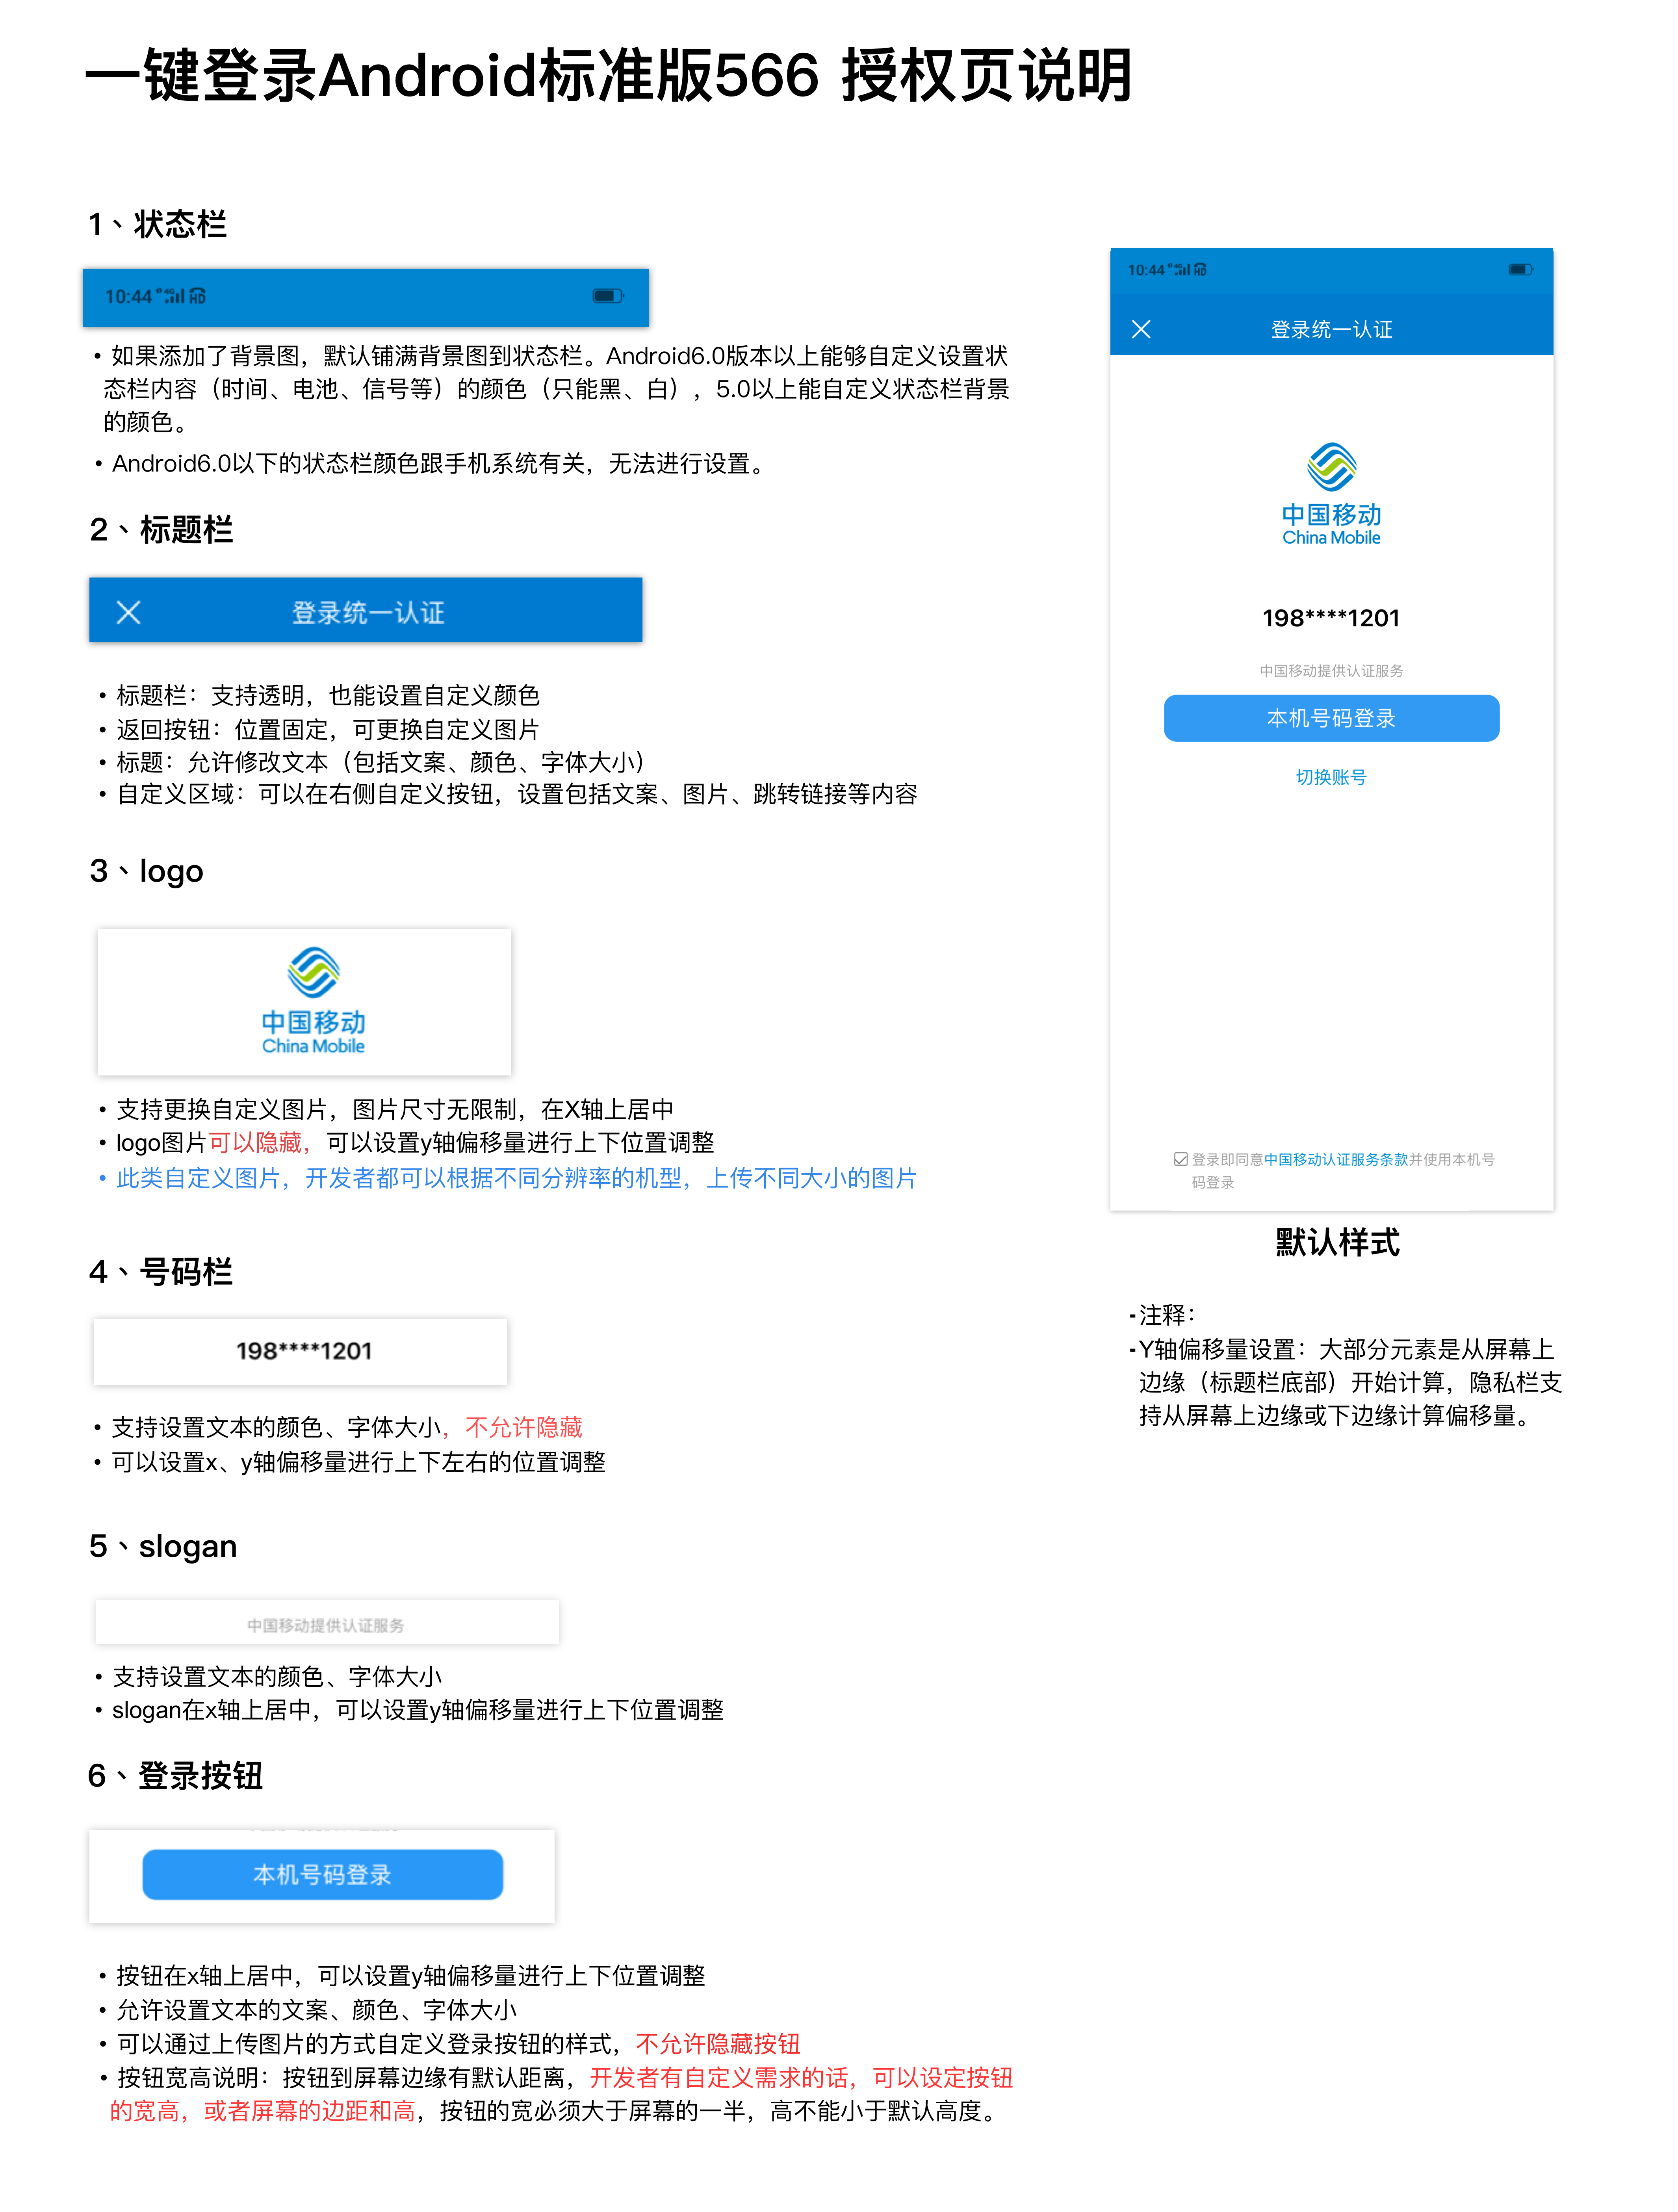 一键登录Android标准版566 授权页说明
1、状态栏
10:44 4G HD
• 如果添加了背景图，默认铺满背景图到状态栏。Android6.0版本以上能够自定义设置状
态栏内容（时间、电池、信号等）的颜色（只能黑、白），5.0以上能自定义状态栏背景
的颜色。
• Android6.0以下的状态栏颜色跟手机系统有关，无法进行设置。
2、标题栏
登录统一认证
• 标题栏：支持透明，也能设置自定义颜色
• 返回按钮：位置固定，可更换自定义图片
• 标题：允许修改文本（包括文案、颜色、字体大小）
• 自定义区域：可以在右侧自定义按钮，设置包括文案、图片、跳转链接等内容
3、logo
中国移动
China Mobile
• 支持更换自定义图片，图片尺寸无限制，在X轴上居中
• logo图片可以隐藏，可以设置y轴偏移量进行上下位置调整
• 此类自定义图片，开发者都可以根据不同分辨率的机型，上传不同大小的图片
4、号码栏
198****1201
• 支持设置文本的颜色、字体大小，不允许隐藏
• 可以设置x、y轴偏移量进行上下左右的位置调整
5、slogan
中国移动提供认证服务
• 支持设置文本的颜色、字体大小
• slogan在x轴上居中，可以设置y轴偏移量进行上下位置调整
6、登录按钮
本机号码登录
• 按钮在x轴上居中，可以设置y轴偏移量进行上下位置调整
• 允许设置文本的文案、颜色、字体大小
• 可以通过上传图片的方式自定义登录按钮的样式，不允许隐藏按钮
• 按钮宽高说明：按钮到屏幕边缘有默认距离，开发者有自定义需求的话，可以设定按钮
的宽高，或者屏幕的边距和高，按钮的宽必须大于屏幕的一半，高不能小于默认高度。
10:44 4G HD
登录统一认证
中国移动
China Mobile
198****1201
中国移动提供认证服务
本机号码登录
切换账号
登录即同意中国移动认证服务条款并使用本机号
码登录
默认样式
-注释：
-Y轴偏移量设置：大部分元素是从屏幕上
边缘（标题栏底部）开始计算，隐私栏支
持从屏幕上边缘或下边缘计算偏移量。